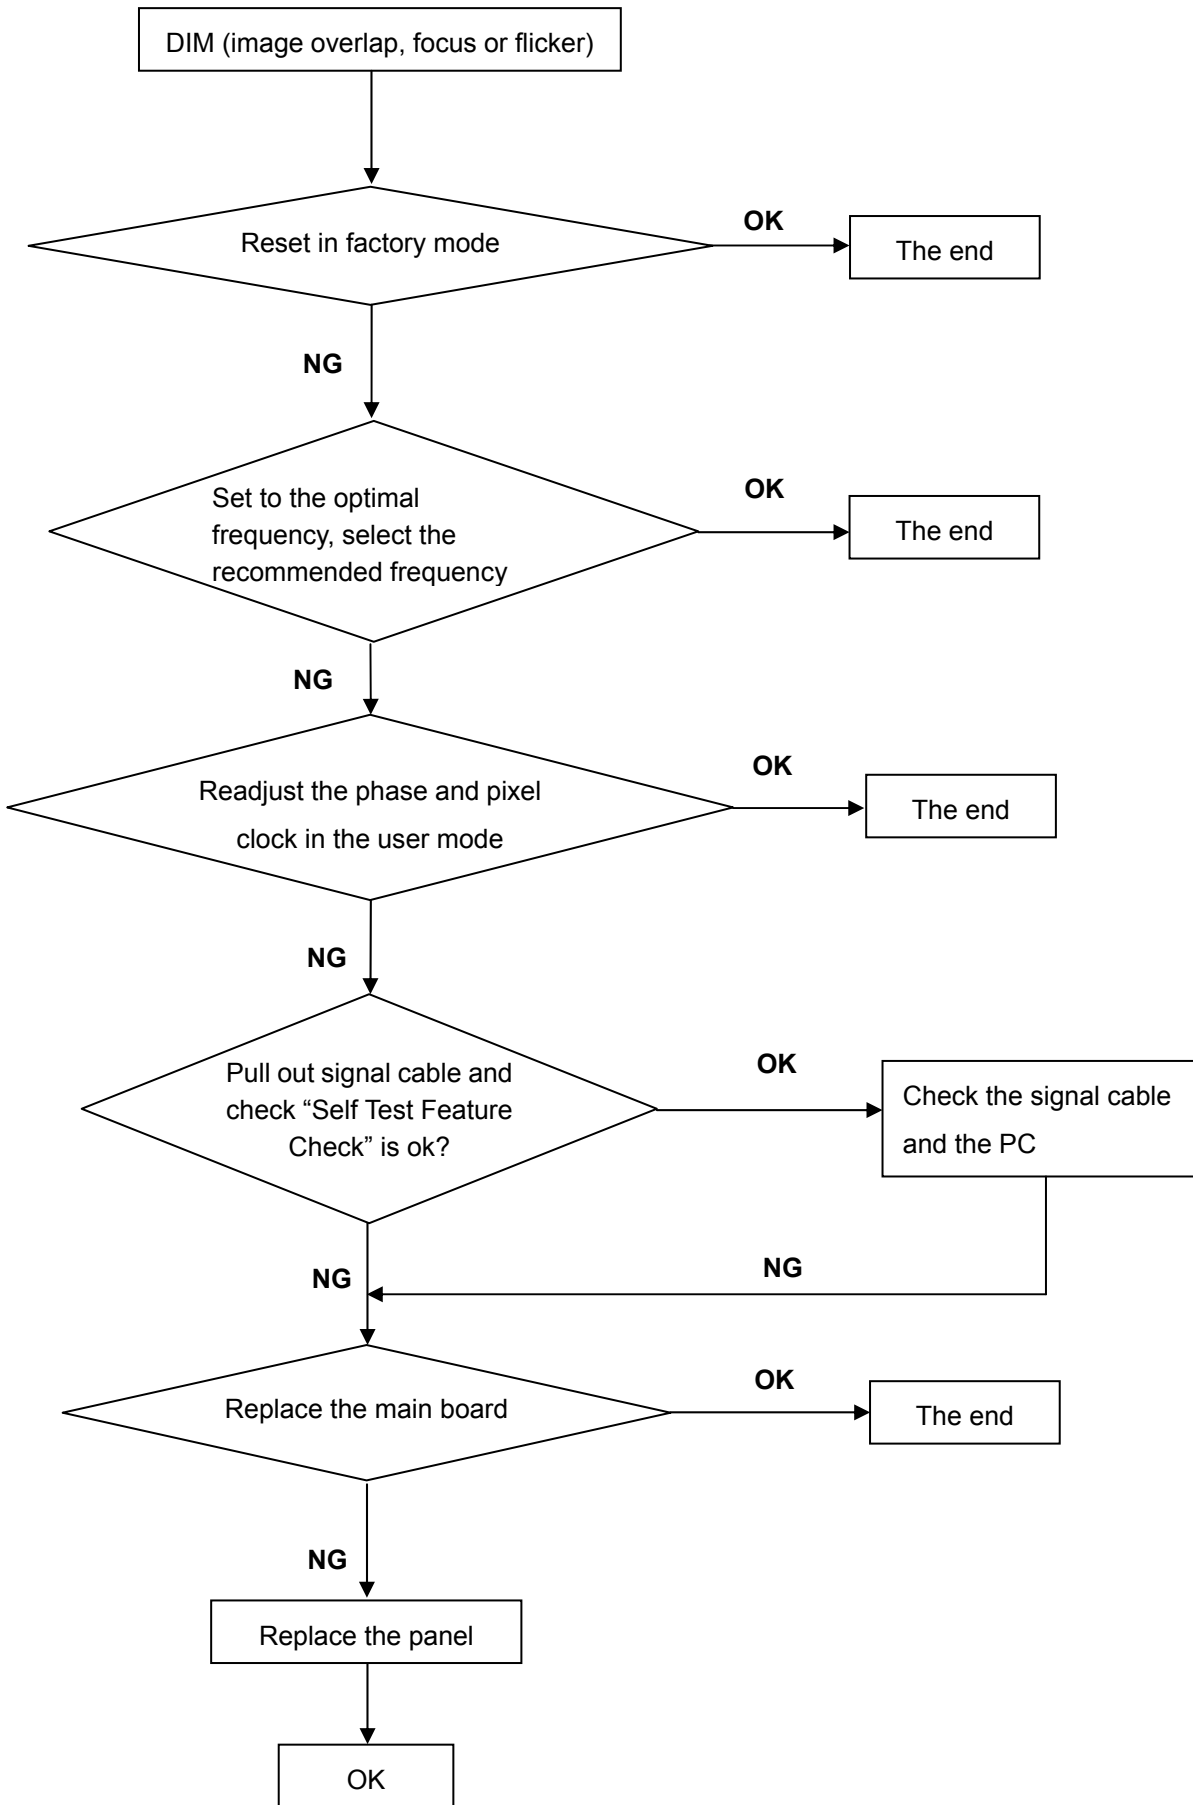 DIM (image overlap, focus or flicker)
Reset in factory mode
OK
The end
NG
Set to the optimal
frequency, select the
recommended frequency
OK
The end
NG
Readjust the phase and pixel
clock in the user mode
OK
The end
NG
Pull out signal cable and
check “Self Test Feature
Check” is ok?
OK
Check the signal cable
and the PC
NG
NG
Replace the main board
OK
The end
NG
Replace the panel
OK